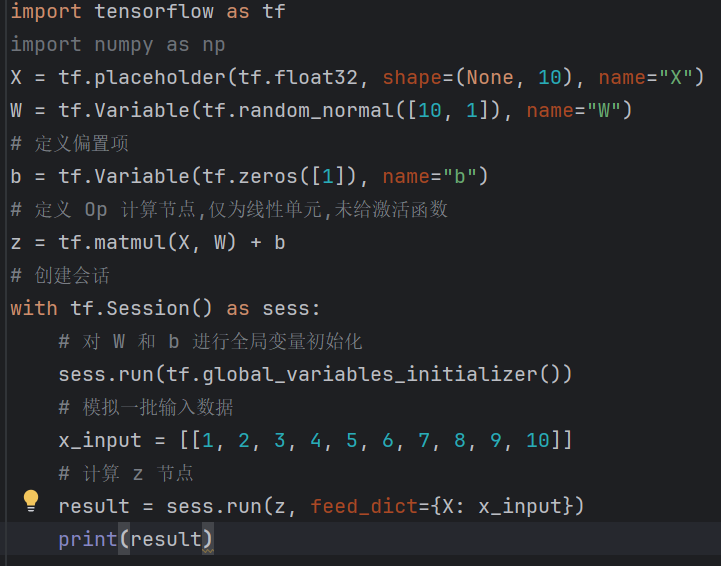 import tensorflow as tf
import numpy as np
X = tf.placeholder(tf.float32, shape=(None, 10), name="X")
W = tf.Variable(tf.random_normal([10, 1]), name="W")
# 定义偏置项
b = tf.Variable(tf.zeros([1]), name="b")
# 定义 Op 计算节点,仅为线性单元,未给激活函数
z = tf.matmul(X, W) + b
# 创建会话
with tf.Session() as sess:
    # 对 W 和 b 进行全局变量初始化
    sess.run(tf.global_variables_initializer())
    # 模拟一批输入数据
    x_input = [[1, 2, 3, 4, 5, 6, 7, 8, 9, 10]]
    # 计算 z 节点
    result = sess.run(z, feed_dict={X: x_input})
    print(result)